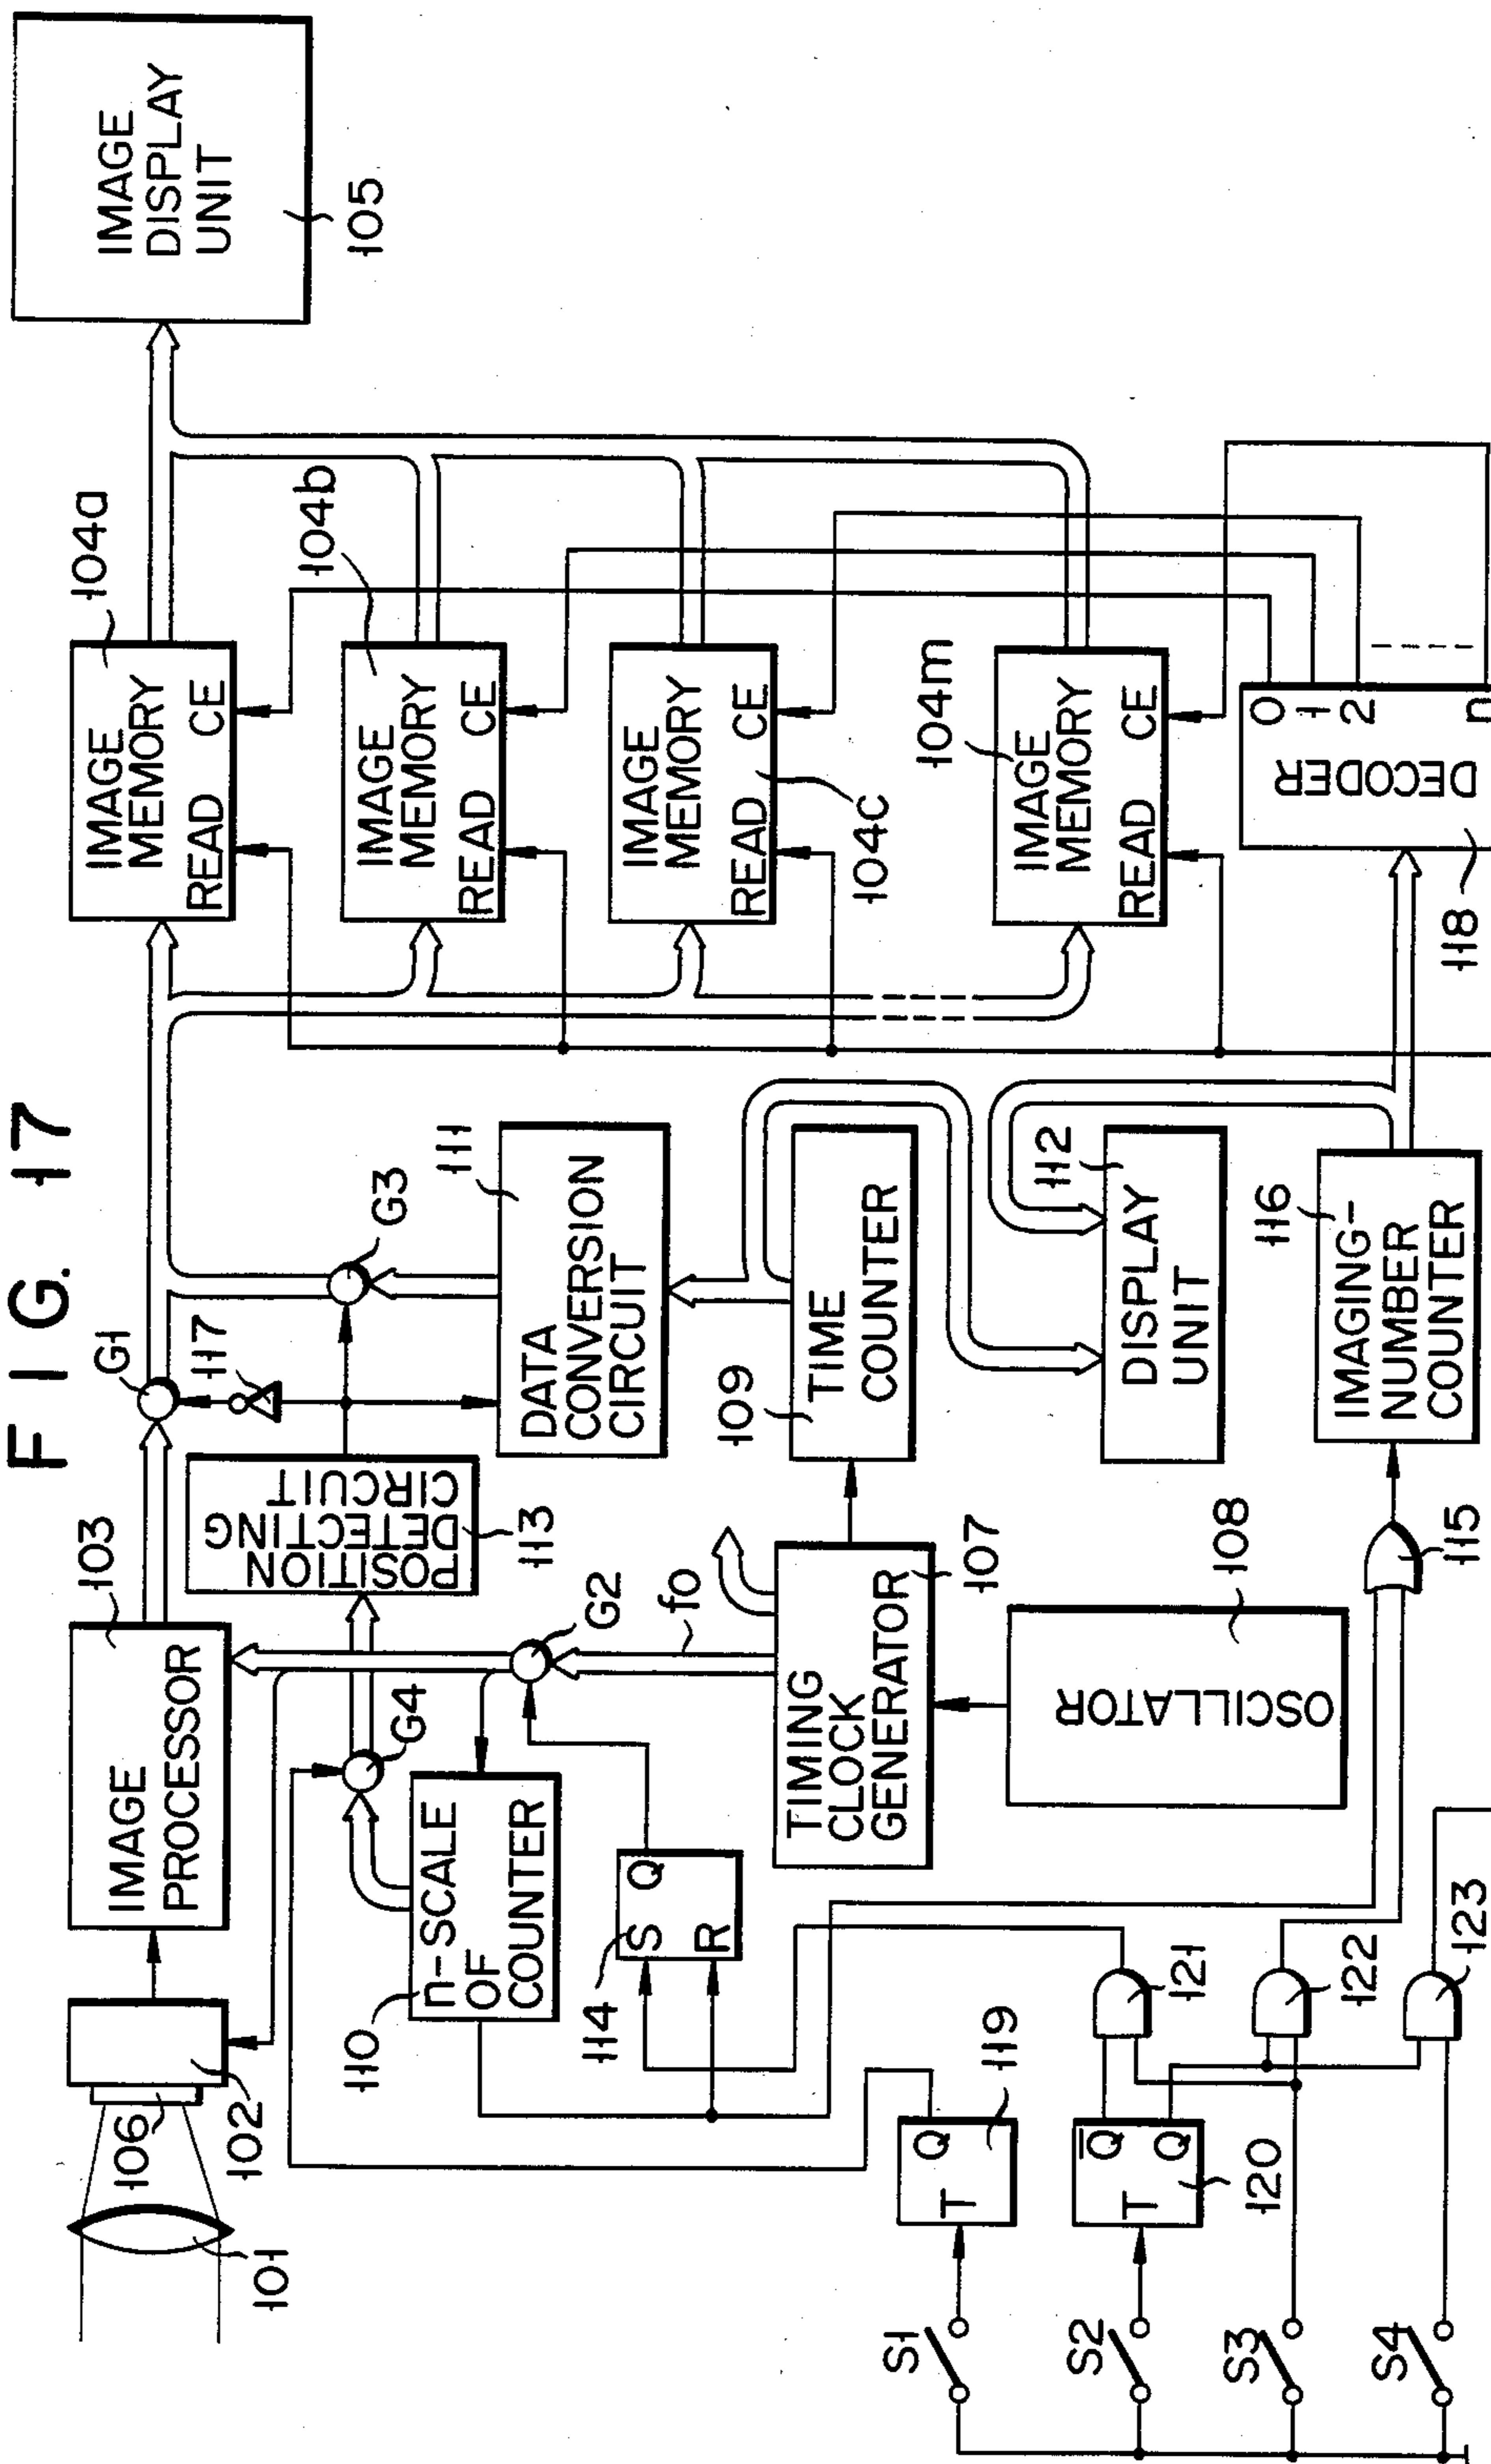 FIG. 17
IMAGE
DISPLAY
UNIT
105
104a
IMAGE
MEMORY
READ CE
104b
IMAGE
MEMORY
READ CE
IMAGE
MEMORY
READ CE
104c
104m
IMAGE
MEMORY
READ CE
0
1
2
n
DECODER
118
G1
117
G3
111
DATA
CONVERSION
CIRCUIT
109
TIME
COUNTER
112
DISPLAY
UNIT
116
IMAGING-
NUMBER
COUNTER
103
IMAGE
PROCESSOR
POSITION
DETECTING
CIRCUIT
113
G2
fo
G4
TIMING
CLOCK
GENERATOR
107
108
OSCILLATOR
115
110
n-SCALE
OF
COUNTER
114
S Q
R
106
102
101
119
T Q
120
T Q̅
Q
121
122
123
S1
S2
S3
S4